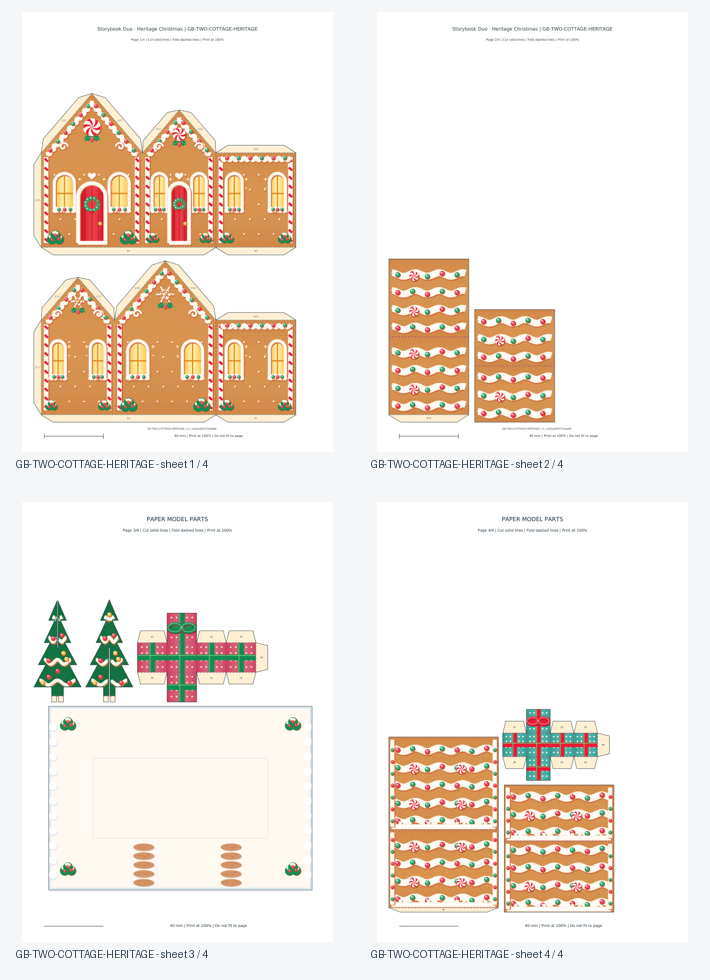 Storybook Duo · Heritage Christmas | GB-TWO-COTTAGE-HERITAGE
Page 1/4 | Cut solid lines | Fold dashed lines | Print at 100%
40 mm | Print at 100% | Do not fit to page
GB-TWO-COTTAGE-HERITAGE - sheet 1 / 4
Storybook Duo · Heritage Christmas | GB-TWO-COTTAGE-HERITAGE
Page 2/4 | Cut solid lines | Fold dashed lines | Print at 100%
40 mm | Print at 100% | Do not fit to page
GB-TWO-COTTAGE-HERITAGE - sheet 2 / 4
PAPER MODEL PARTS
Page 3/4 | Cut solid lines | Fold dashed lines | Print at 100%
40 mm | Print at 100% | Do not fit to page
GB-TWO-COTTAGE-HERITAGE - sheet 3 / 4
PAPER MODEL PARTS
Page 4/4 | Cut solid lines | Fold dashed lines | Print at 100%
40 mm | Print at 100% | Do not fit to page
GB-TWO-COTTAGE-HERITAGE - sheet 4 / 4